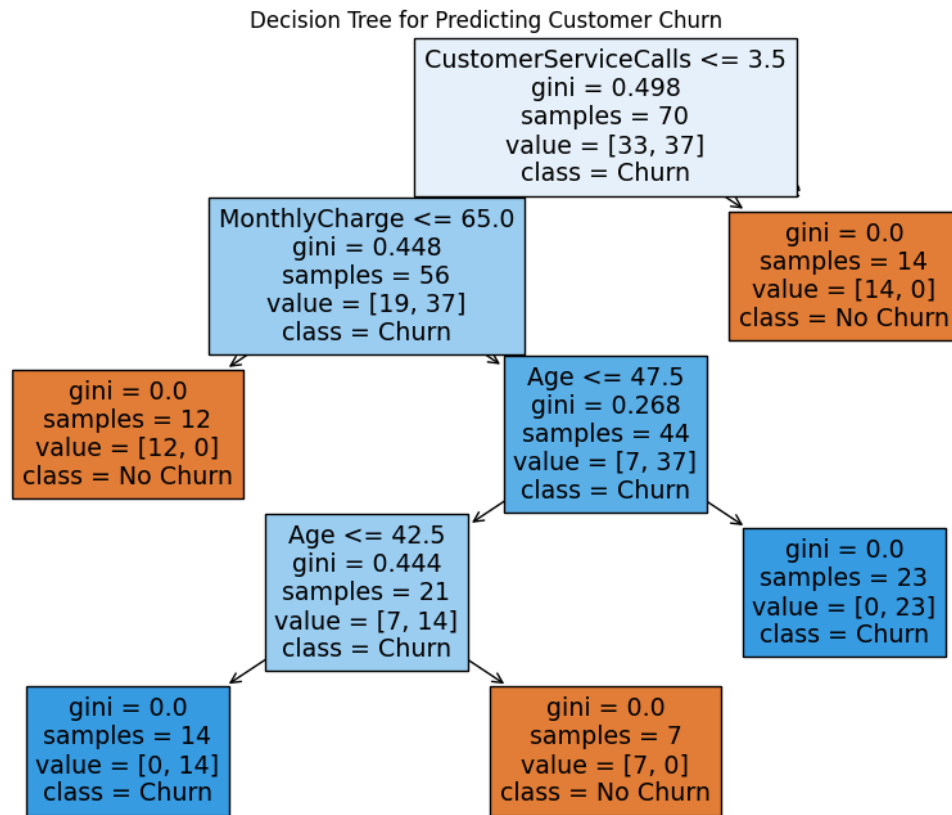 Decision Tree for Predicting Customer Churn
CustomerServiceCalls <= 3.5
gini = 0.498
samples = 70
value = [33, 37]
class = Churn
MonthlyCharge <= 65.0
gini = 0.448
samples = 56
value = [19, 37]
class = Churn
gini = 0.0
samples = 14
value = [14, 0]
class = No Churn
gini = 0.0
samples = 12
value = [12, 0]
class = No Churn
Age <= 47.5
gini = 0.268
samples = 44
value = [7, 37]
class = Churn
Age <= 42.5
gini = 0.444
samples = 21
value = [7, 14]
class = Churn
gini = 0.0
samples = 23
value = [0, 23]
class = Churn
gini = 0.0
samples = 14
value = [0, 14]
class = Churn
gini = 0.0
samples = 7
value = [7, 0]
class = No Churn